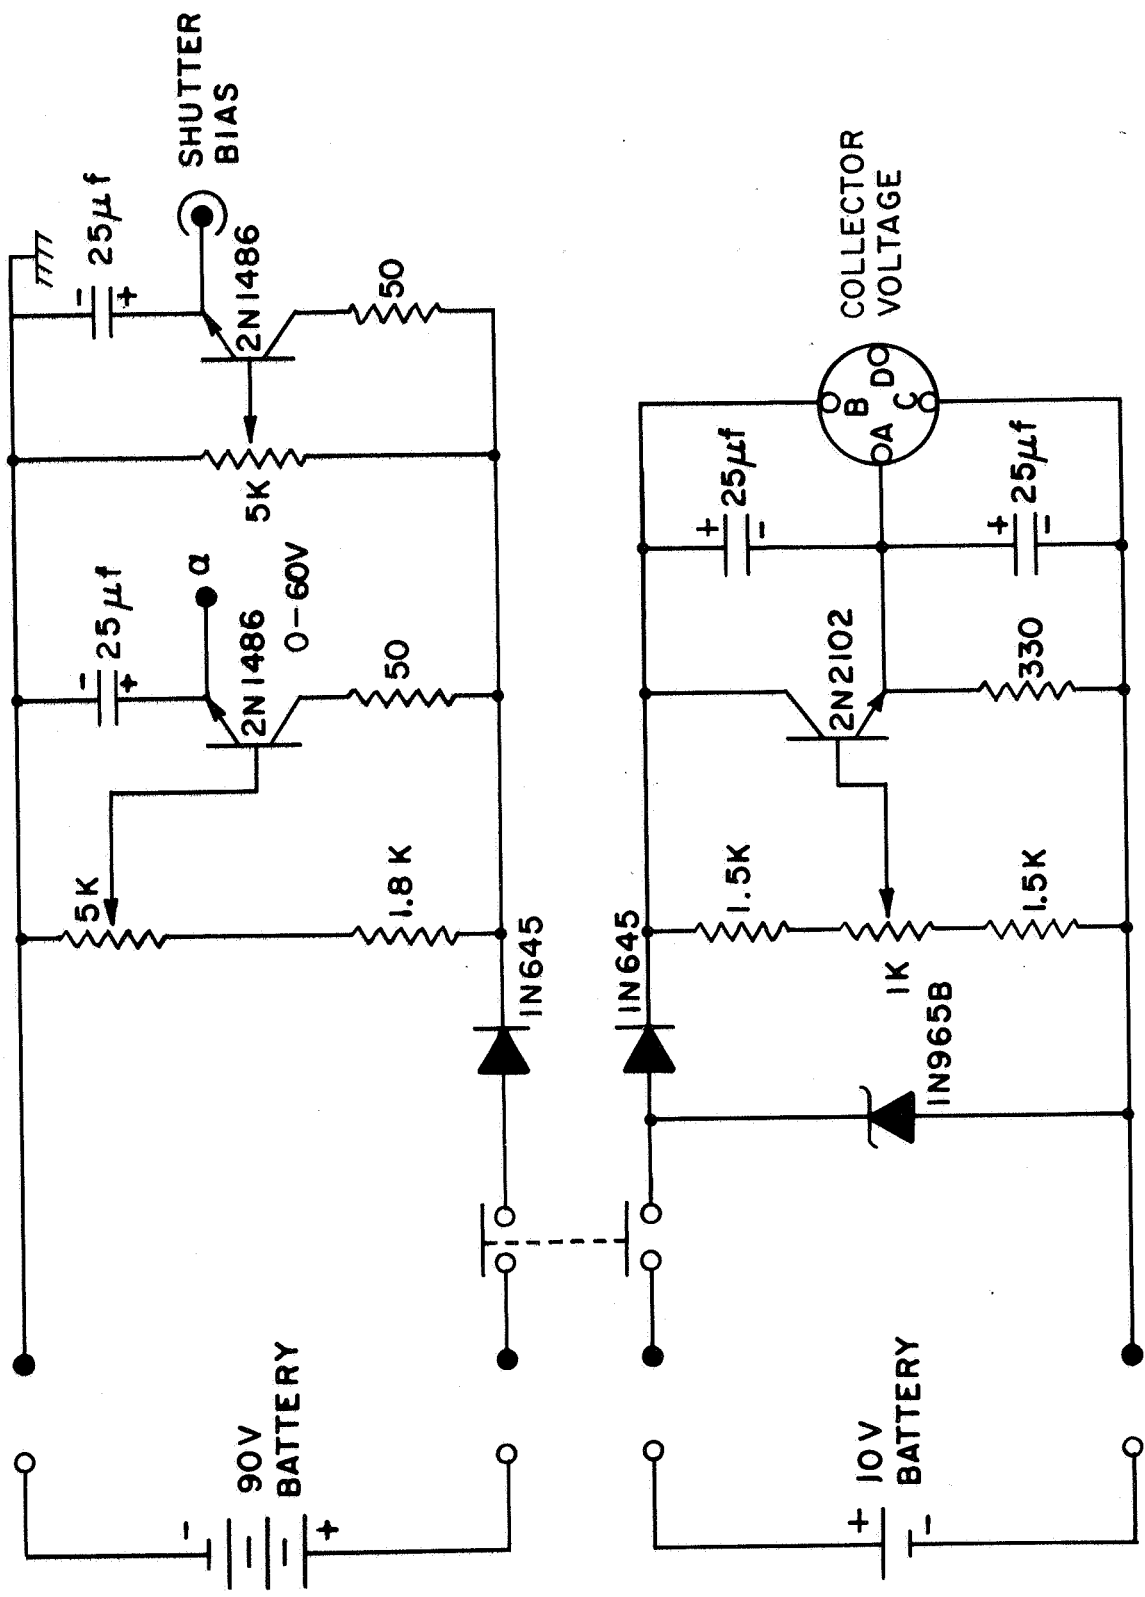 90V
BATTERY
-
+
5K
1.8K
1N645
25μf
-
+
2N1486
α
0-60V
50
5K
25μf
-
+
2N1486
50
SHUTTER
BIAS
10V
BATTERY
+
-
1N645
1N965B
1.5K
1K
1.5K
2N2102
330
25μf
+
-
25μf
+
-
A
B
C
D
COLLECTOR
VOLTAGE